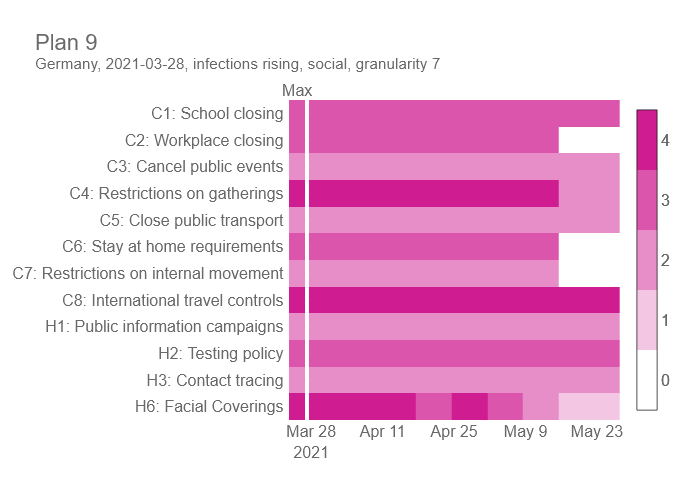 Plan 9
Germany, 2021-03-28, infections rising, social, granularity 7
Max
C1: School closing
C2: Workplace closing
C3: Cancel public events
C4: Restrictions on gatherings
C5: Close public transport
C6: Stay at home requirements
C7: Restrictions on internal movement
C8: International travel controls
H1: Public information campaigns
H2: Testing policy
H3: Contact tracing
H6: Facial Coverings
4
3
2
1
0
Mar 28 Apr 11 Apr 25 May 9 May 23
2021